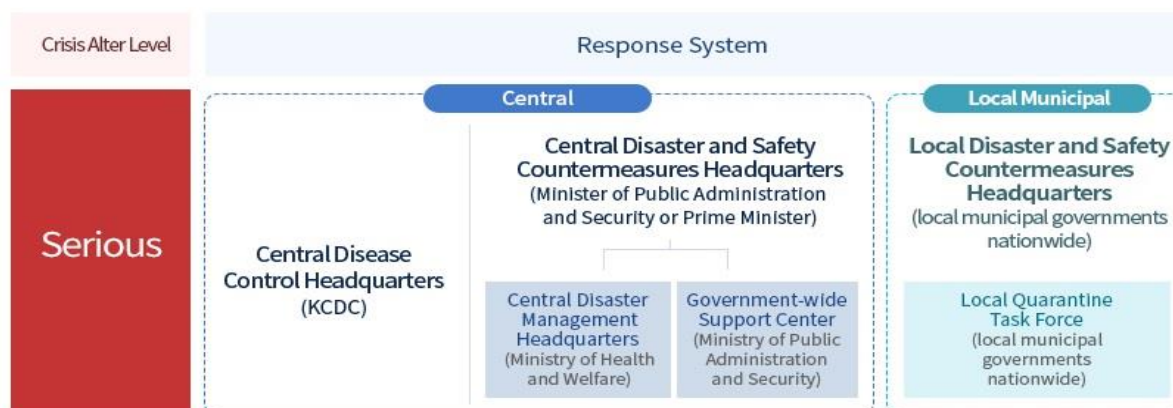 Crisis Alter Level
Response System
Serious
Central
Central Disease
Control Headquarters
(KCDC)
Central Disaster and Safety
Countermeasures Headquarters
(Minister of Public Administration
and Security or Prime Minister)
Central Disaster
Management
Headquarters
(Ministry of Health
and Welfare)
Government-wide
Support Center
(Ministry of Public
Administration
and Security)
Local Municipal
Local Disaster and Safety
Countermeasures
Headquarters
(local municipal governments
nationwide)
Local Quarantine
Task Force
(local municipal
governments
nationwide)